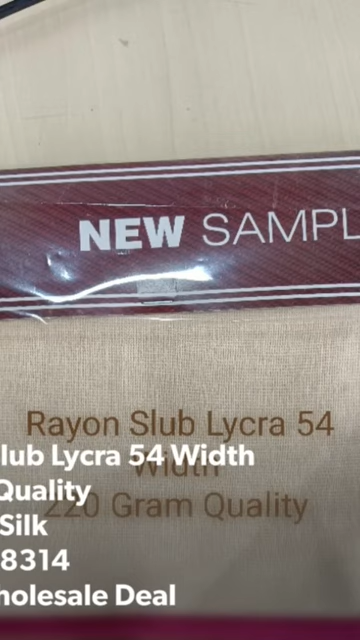 NEW SAMPL
Rayon Slub Lycra 54
Width
220 Gram Quality
lub Lycra 54 Width
Quality
Silk
8314
holesale Deal